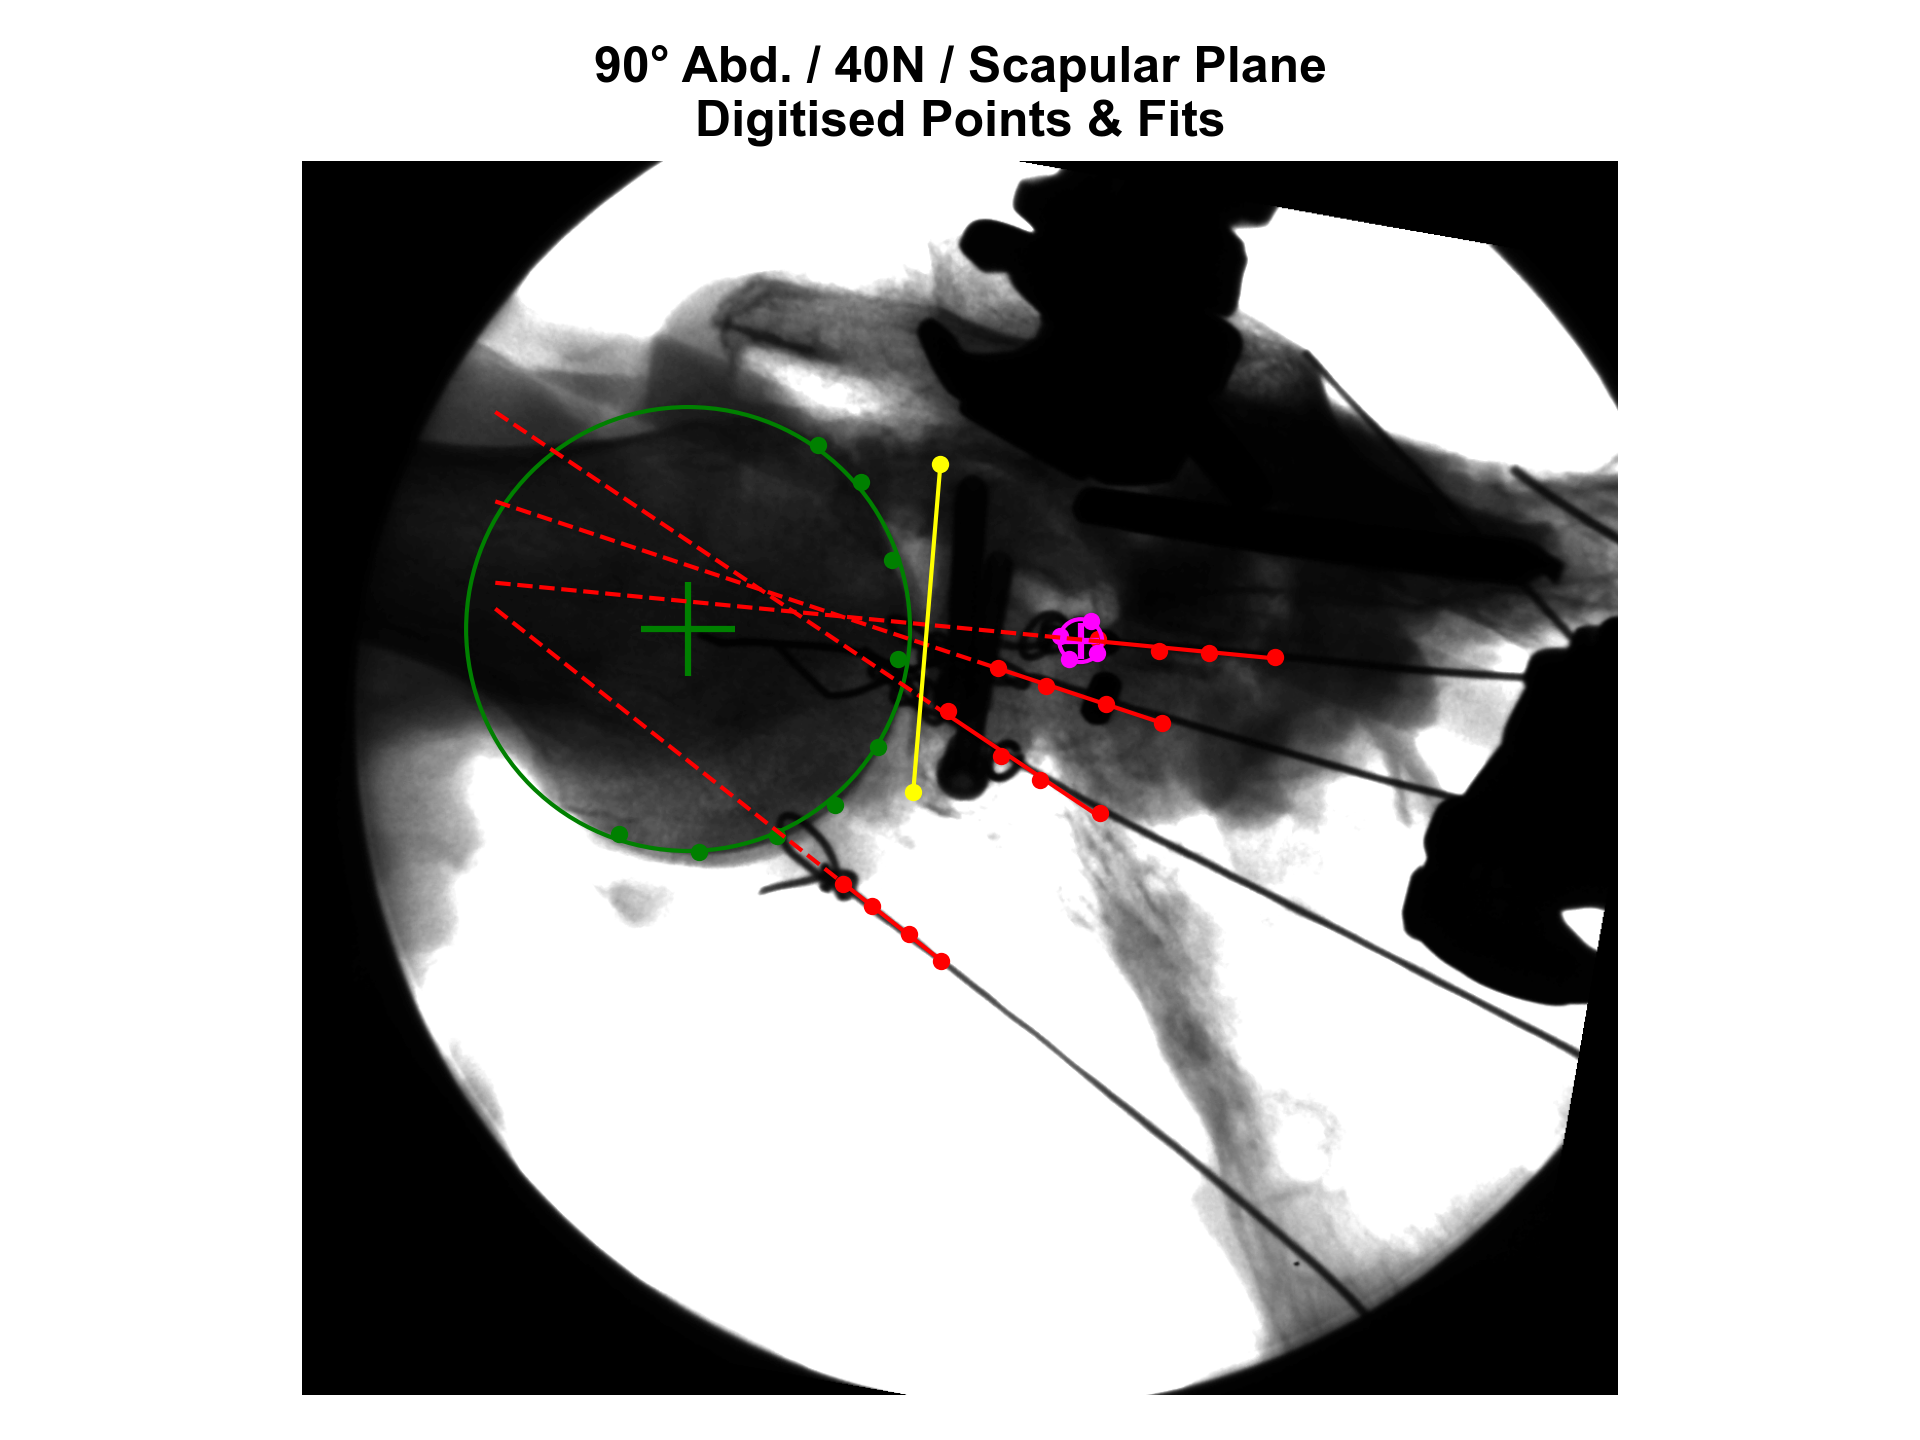 90° Abd. / 40N / Scapular Plane
Digitised Points & Fits